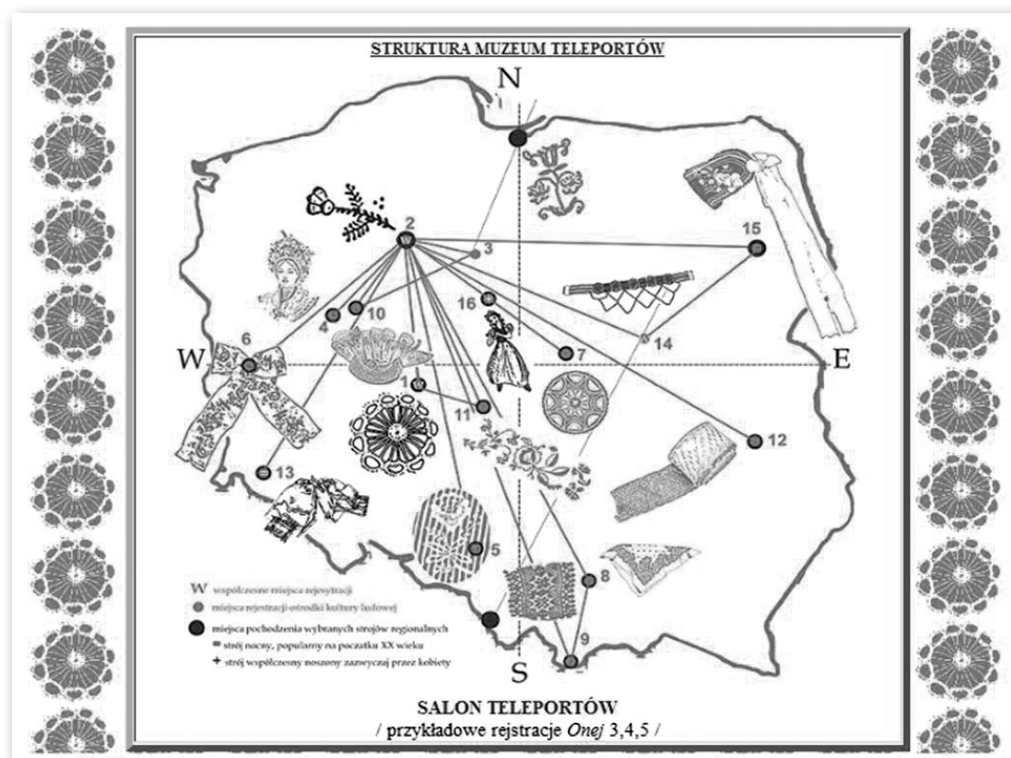 STRUKTURA MUZEUM TELEPORTÓW
N
2
15
3
16
4
10
14
6
7
W
E
1
11
12
13
5
8
9
W współczesne miejsca rejestracji
miejsca rejestracji-ośrodki kultury ludowej
miejsca pochodzenia wybranych strojów regionalnych
= strój nocny, popularny na początku XX wieku
+ strój współczesny noszony zazwyczaj przez kobiety
S
SALON TELEPORTÓW
/ przykładowe rejstracje Onej 3,4,5 /